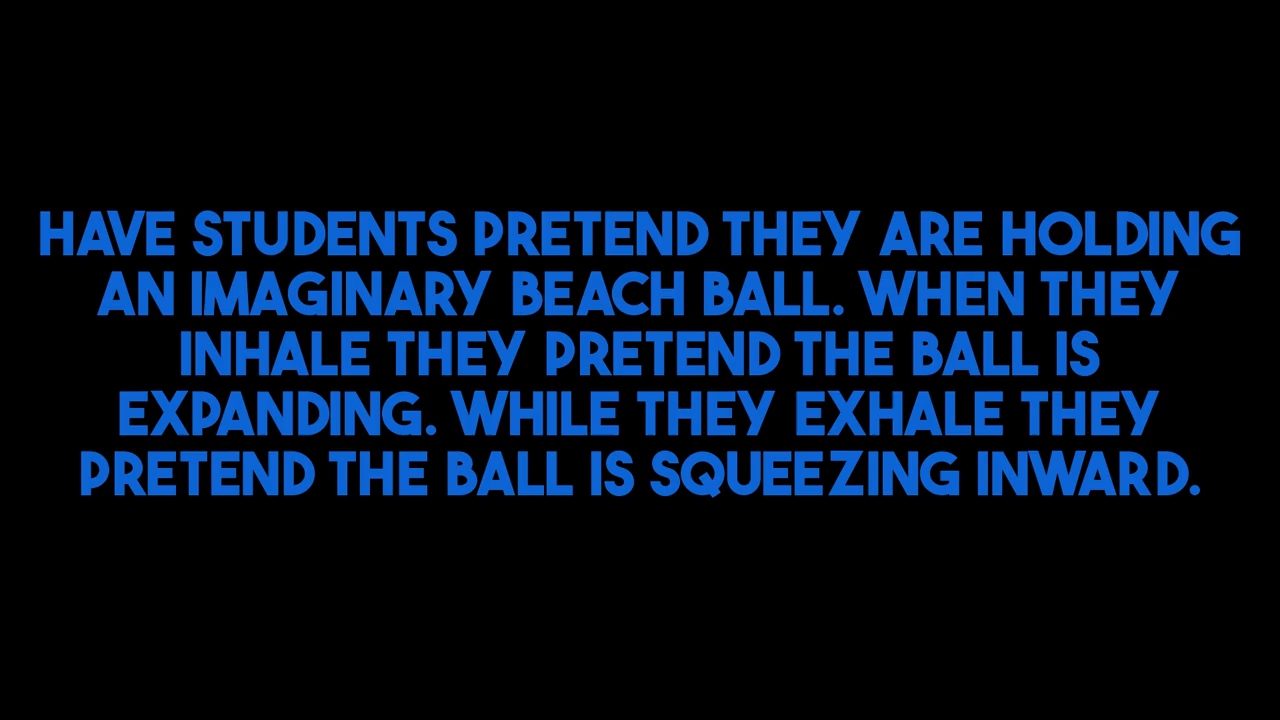 HAVE STUDENTS PRETEND THEY ARE HOLDING
AN IMAGINARY BEACH BALL. WHEN THEY
INHALE THEY PRETEND THE BALL IS
EXPANDING. WHILE THEY EXHALE THEY
PRETEND THE BALL IS SQUEEZING INWARD.